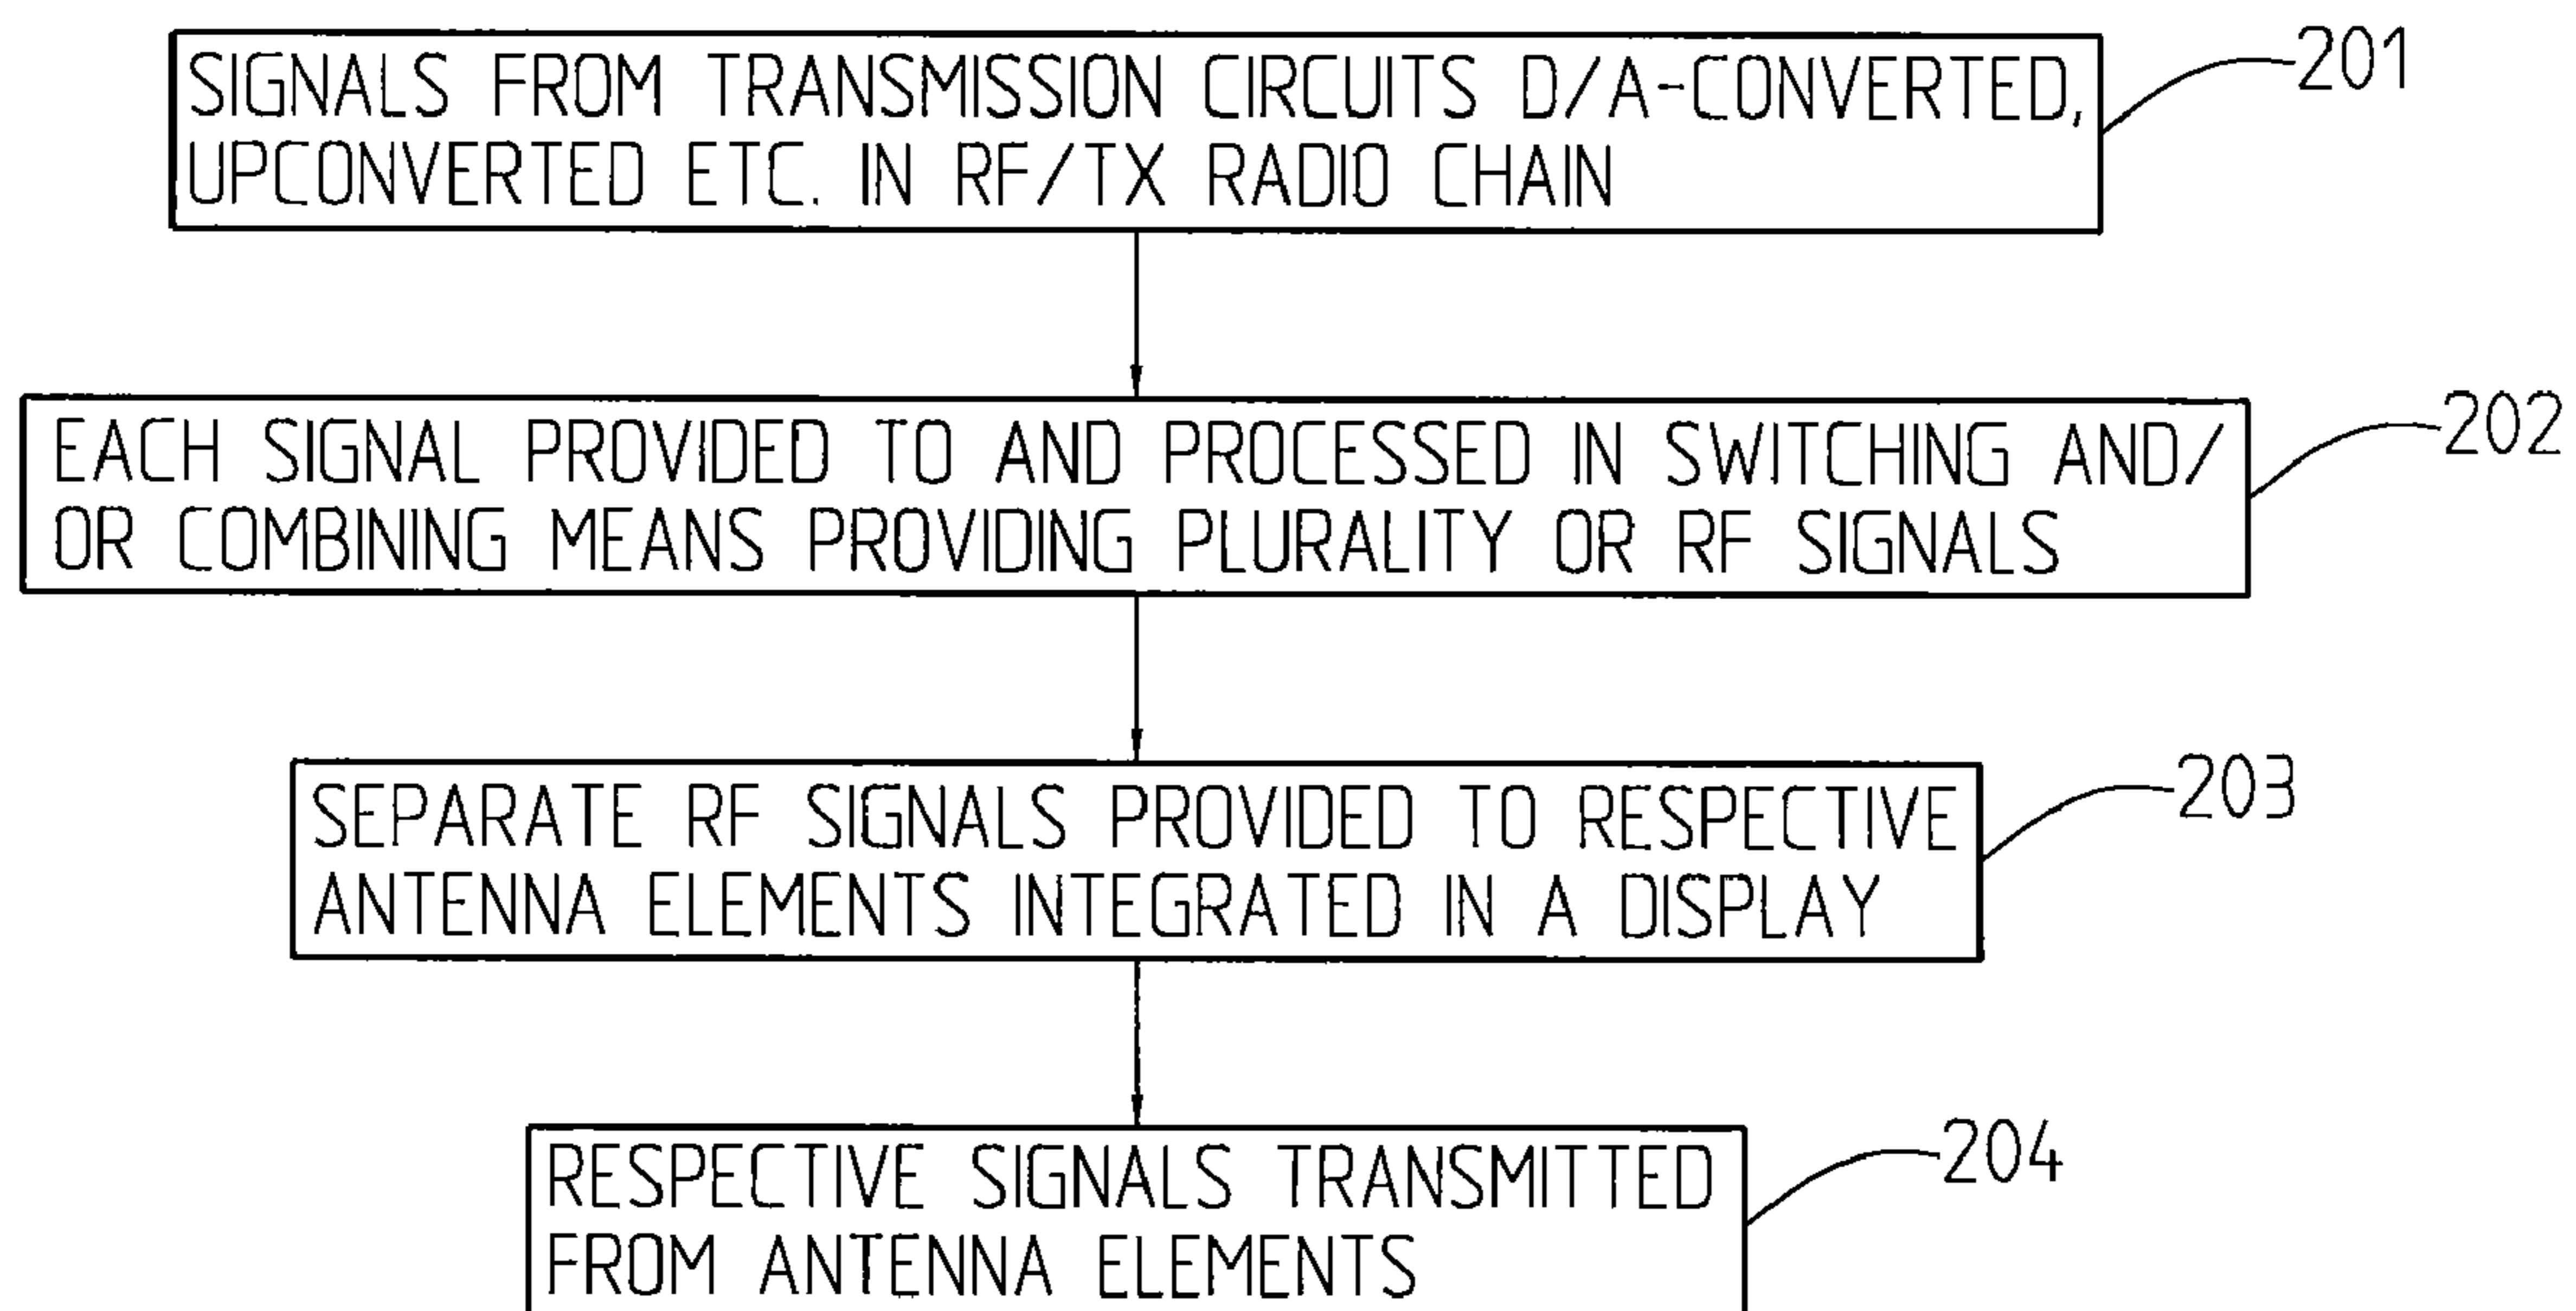 SIGNALS FROM TRANSMISSION CIRCUITS D/A-CONVERTED,
UPCONVERTED ETC. IN RF/TX RADIO CHAIN
201
EACH SIGNAL PROVIDED TO AND PROCESSED IN SWITCHING AND/
OR COMBINING MEANS PROVIDING PLURALITY OR RF SIGNALS
202
SEPARATE RF SIGNALS PROVIDED TO RESPECTIVE
ANTENNA ELEMENTS INTEGRATED IN A DISPLAY
203
RESPECTIVE SIGNALS TRANSMITTED
FROM ANTENNA ELEMENTS
204